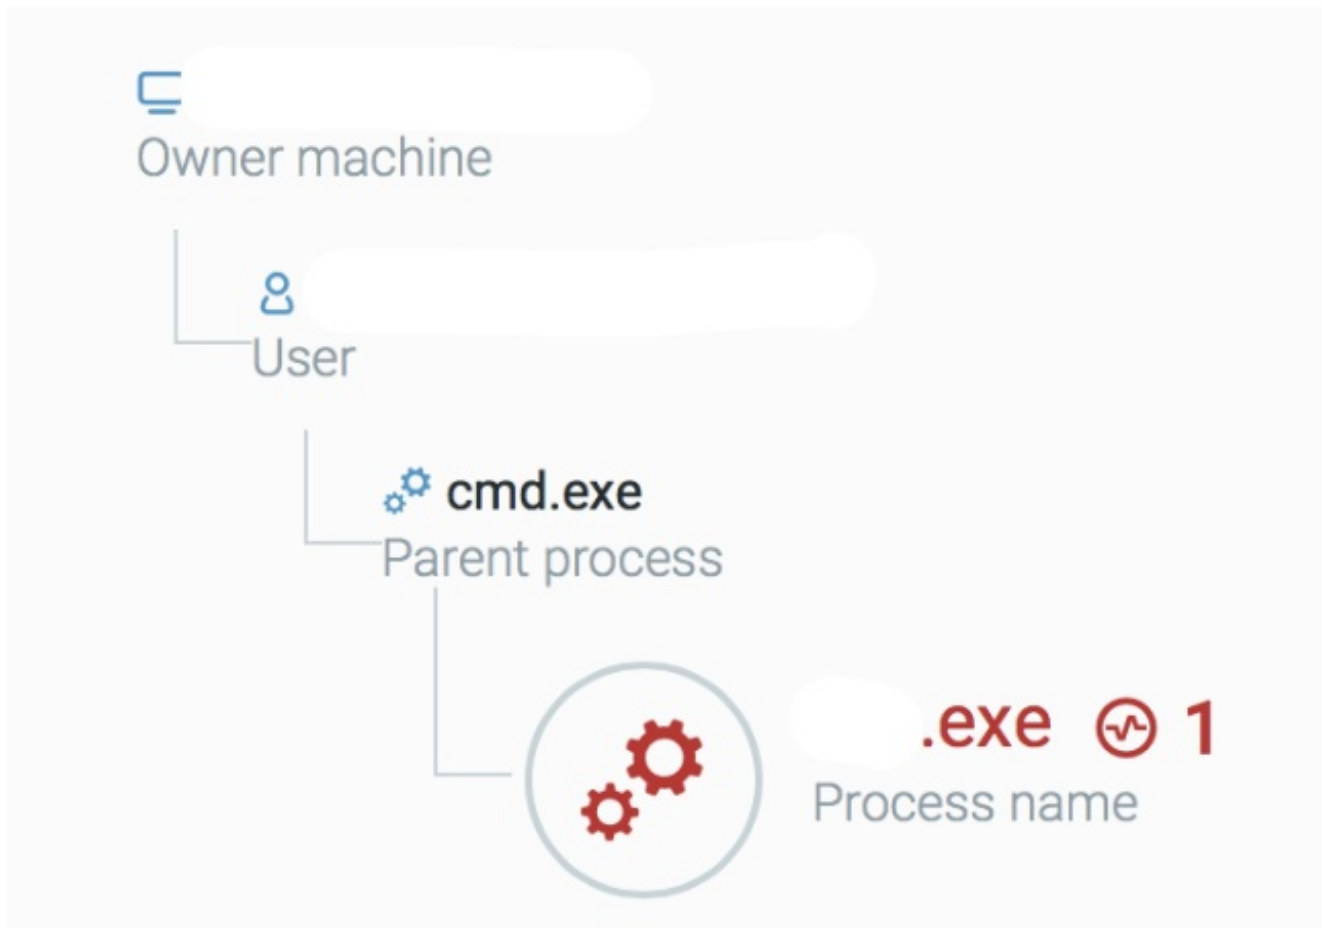 Owner machine
User
cmd.exe
Parent process
.exe 1
Process name